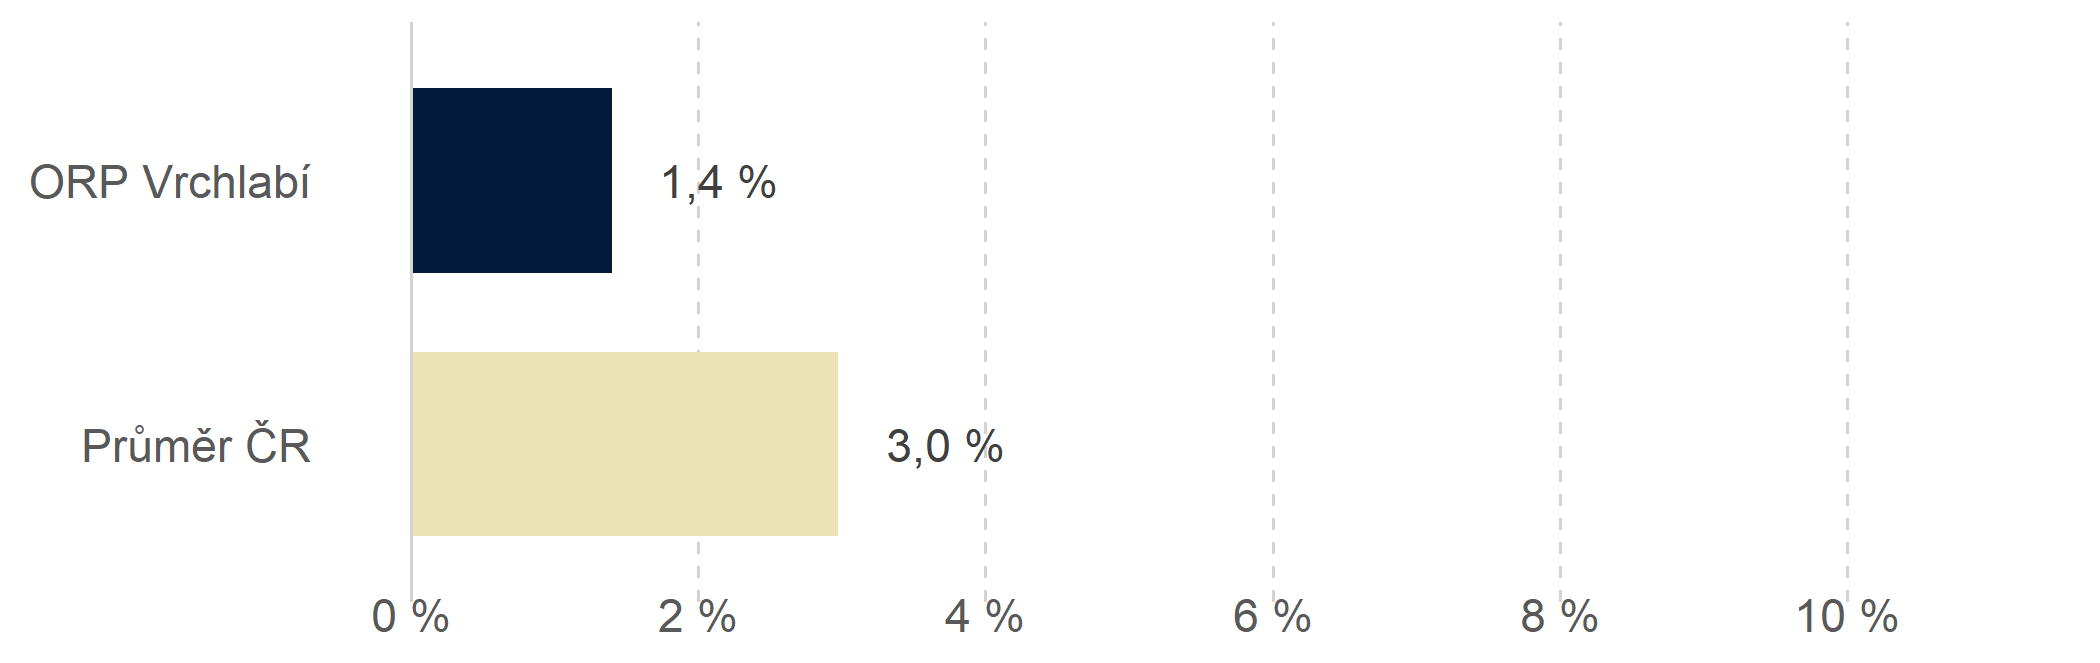 ORP Vrchlabí
1,4 %
Průměr ČR
3,0 %
0 % 2 % 4 % 6 % 8 % 10 %